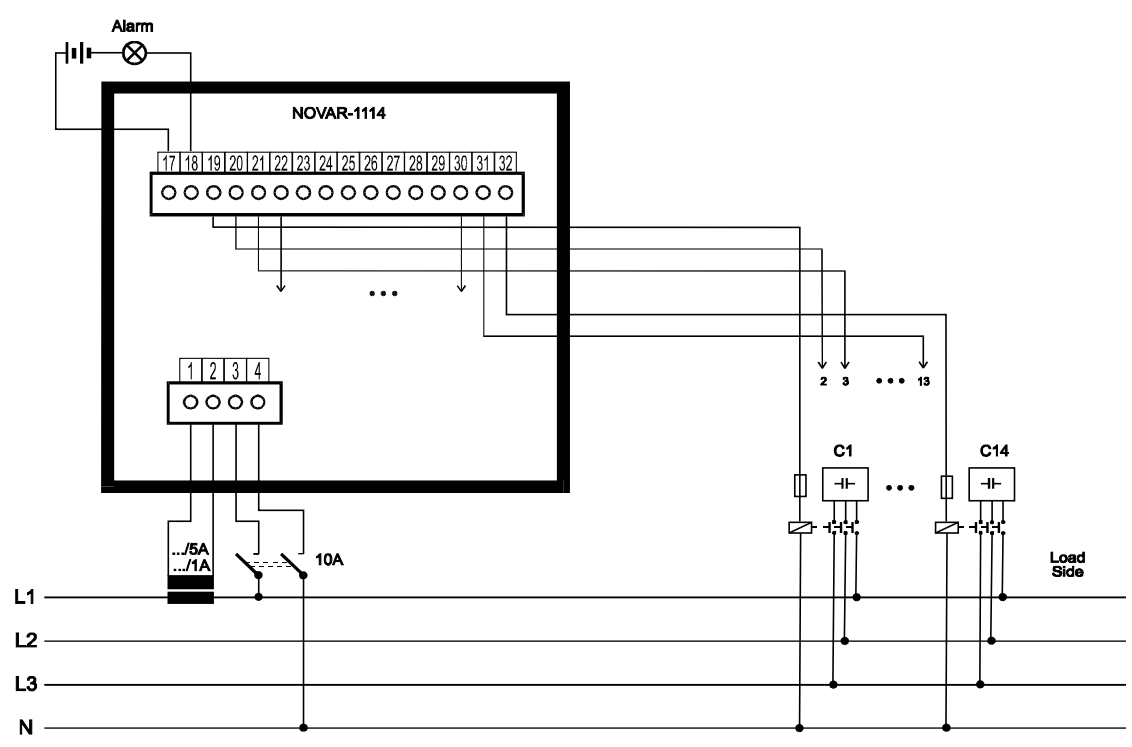 Alarm
NOVAR-1114
17 18 19 20 21 22 23 24 25 26 27 28 29 30 31 32
1 2 3 4
2 3 13
C1 C14
.../5A
.../1A
10A
Load
Side
L1
L2
L3
N